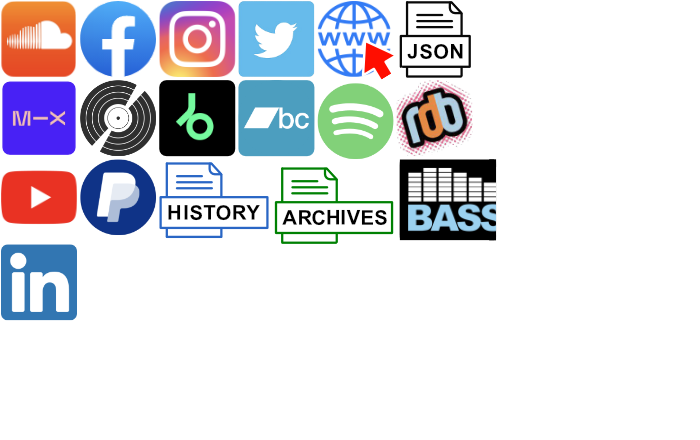 www
JSON
M-X
bc
rdb
HISTORY
ARCHIVES
BASS
in